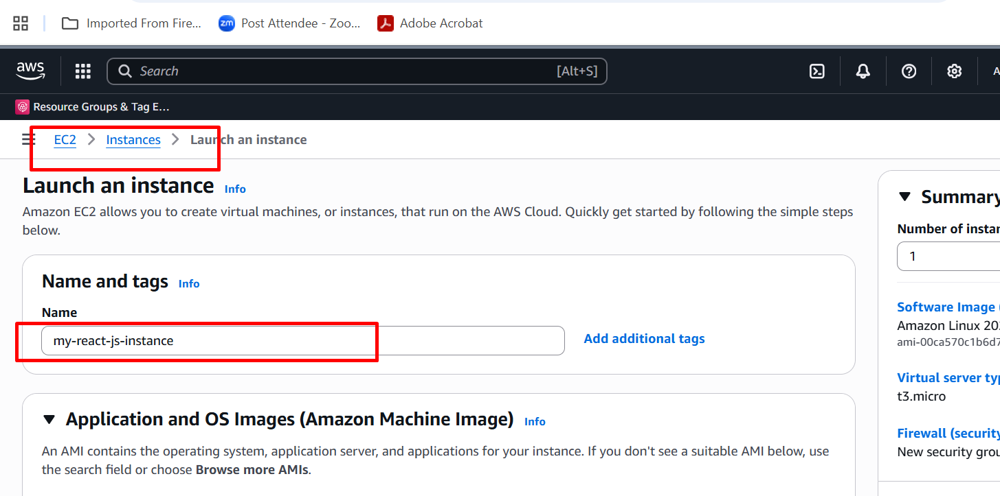 Imported From Fire...
zm Post Attendee - Zoo...
Adobe Acrobat
aws
Search
[Alt+S]
Resource Groups & Tag E...
EC2 > Instances > Launch an instance
Launch an instance Info
Amazon EC2 allows you to create virtual machines, or instances, that run on the AWS Cloud. Quickly get started by following the simple steps
below.
Name and tags Info
Name
my-react-js-instance
Add additional tags
Application and OS Images (Amazon Machine Image) Info
An AMI contains the operating system, application server, and applications for your instance. If you don't see a suitable AMI below, use
the search field or choose Browse more AMIs.
Summary
Number of instan
1
Software Image
Amazon Linux 202
ami-00ca570c1b6d7
Virtual server typ
t3.micro
Firewall (security
New security grou